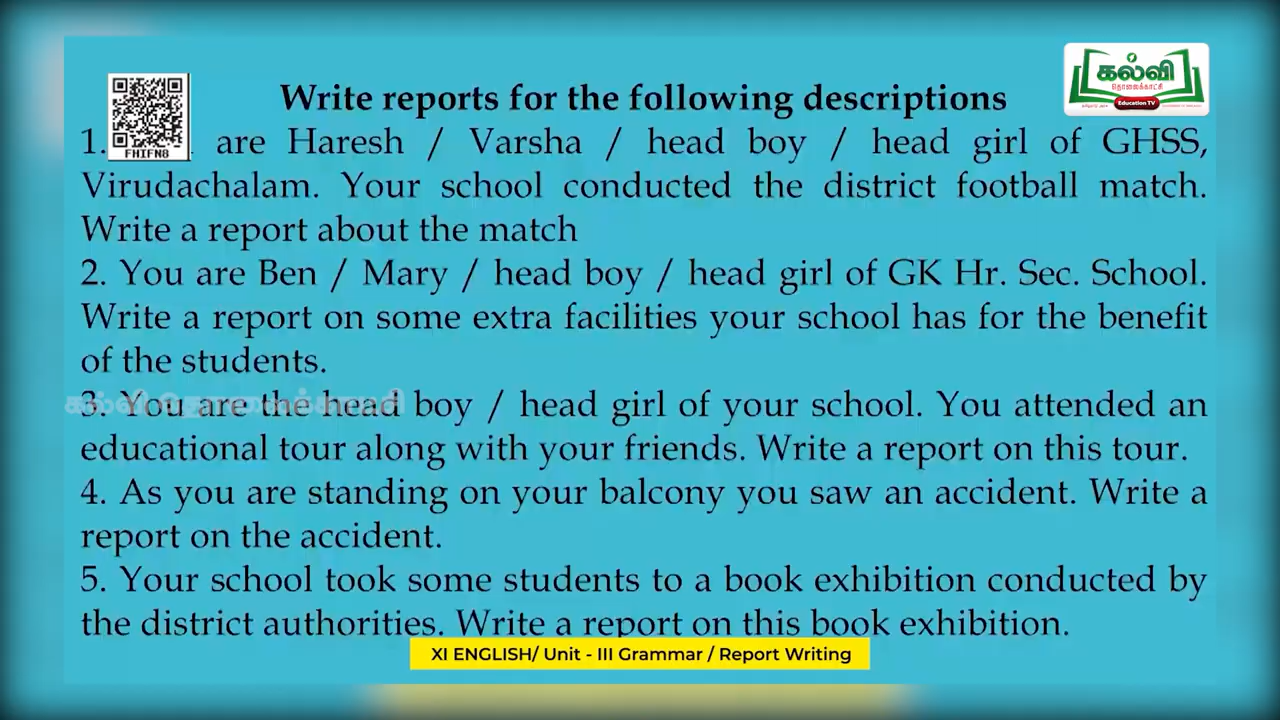 கல்வி
தொலைக்காட்சி
Education TV
Write reports for the following descriptions
FHIFN8
1. are Haresh / Varsha / head boy / head girl of GHSS,
Virudachalam. Your school conducted the district football match.
Write a report about the match
2. You are Ben / Mary / head boy / head girl of GK Hr. Sec. School.
Write a report on some extra facilities your school has for the benefit
of the students.
கல்வி தொலைக்காட்சி
3. You are the head boy / head girl of your school. You attended an
educational tour along with your friends. Write a report on this tour.
4. As you are standing on your balcony you saw an accident. Write a
report on the accident.
5. Your school took some students to a book exhibition conducted by
the district authorities. Write a report on this book exhibition.
XI ENGLISH/ Unit - III Grammar / Report Writing